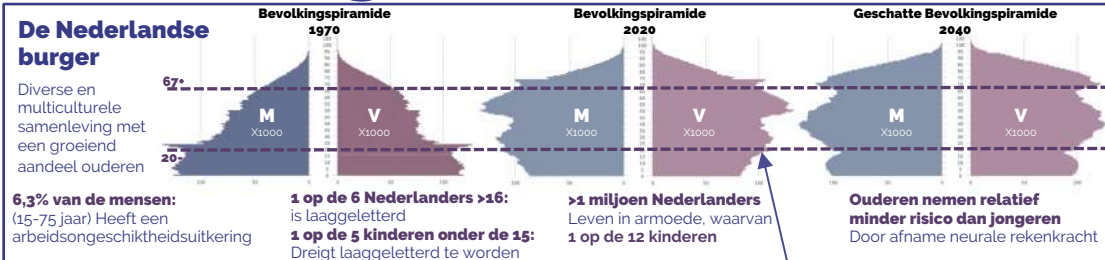 De Nederlandse
burger
Diverse en
multiculturele
samenleving met
een groeiend
aandeel ouderen
Bevolkingspiramide
1970
Bevolkingspiramide
2020
Geschatte Bevolkingspiramide
2040
67+
20-
M
X1000
V
X1000
M
X1000
V
X1000
M
X1000
V
X1000
6,3% van de mensen:
(15-75 jaar) Heeft een
arbeidsongeschiktheidsuitkering
1 op de 6 Nederlanders >16:
is laaggeletterd
1 op de 5 kinderen onder de 15:
Dreigt laaggeletterd te worden
>1 miljoen Nederlanders
Leven in armoede, waarvan
1 op de 12 kinderen
Ouderen nemen relatief
minder risico dan jongeren
Door afname neurale rekenkracht